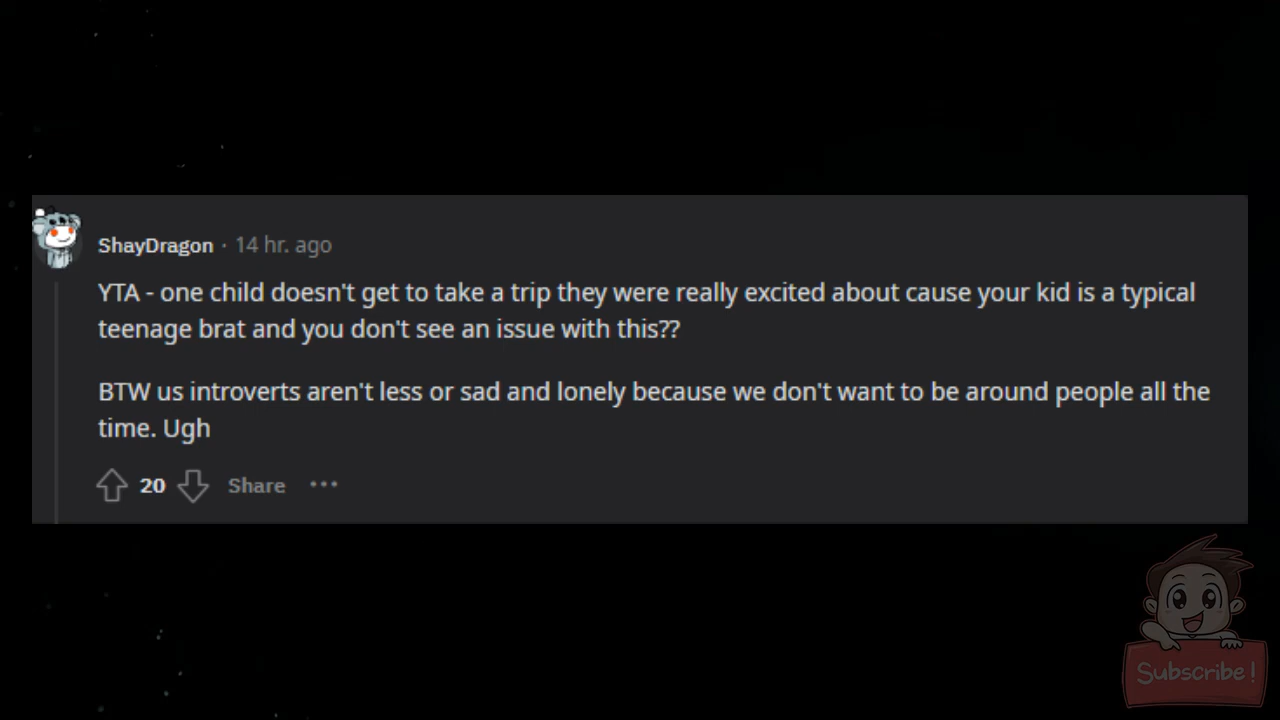 ShayDragon · 14 hr. ago
YTA - one child doesn't get to take a trip they were really excited about cause your kid is a typical
teenage brat and you don't see an issue with this??
BTW us introverts aren't less or sad and lonely because we don't want to be around people all the
time. Ugh
20 Share ···
Subscribe!